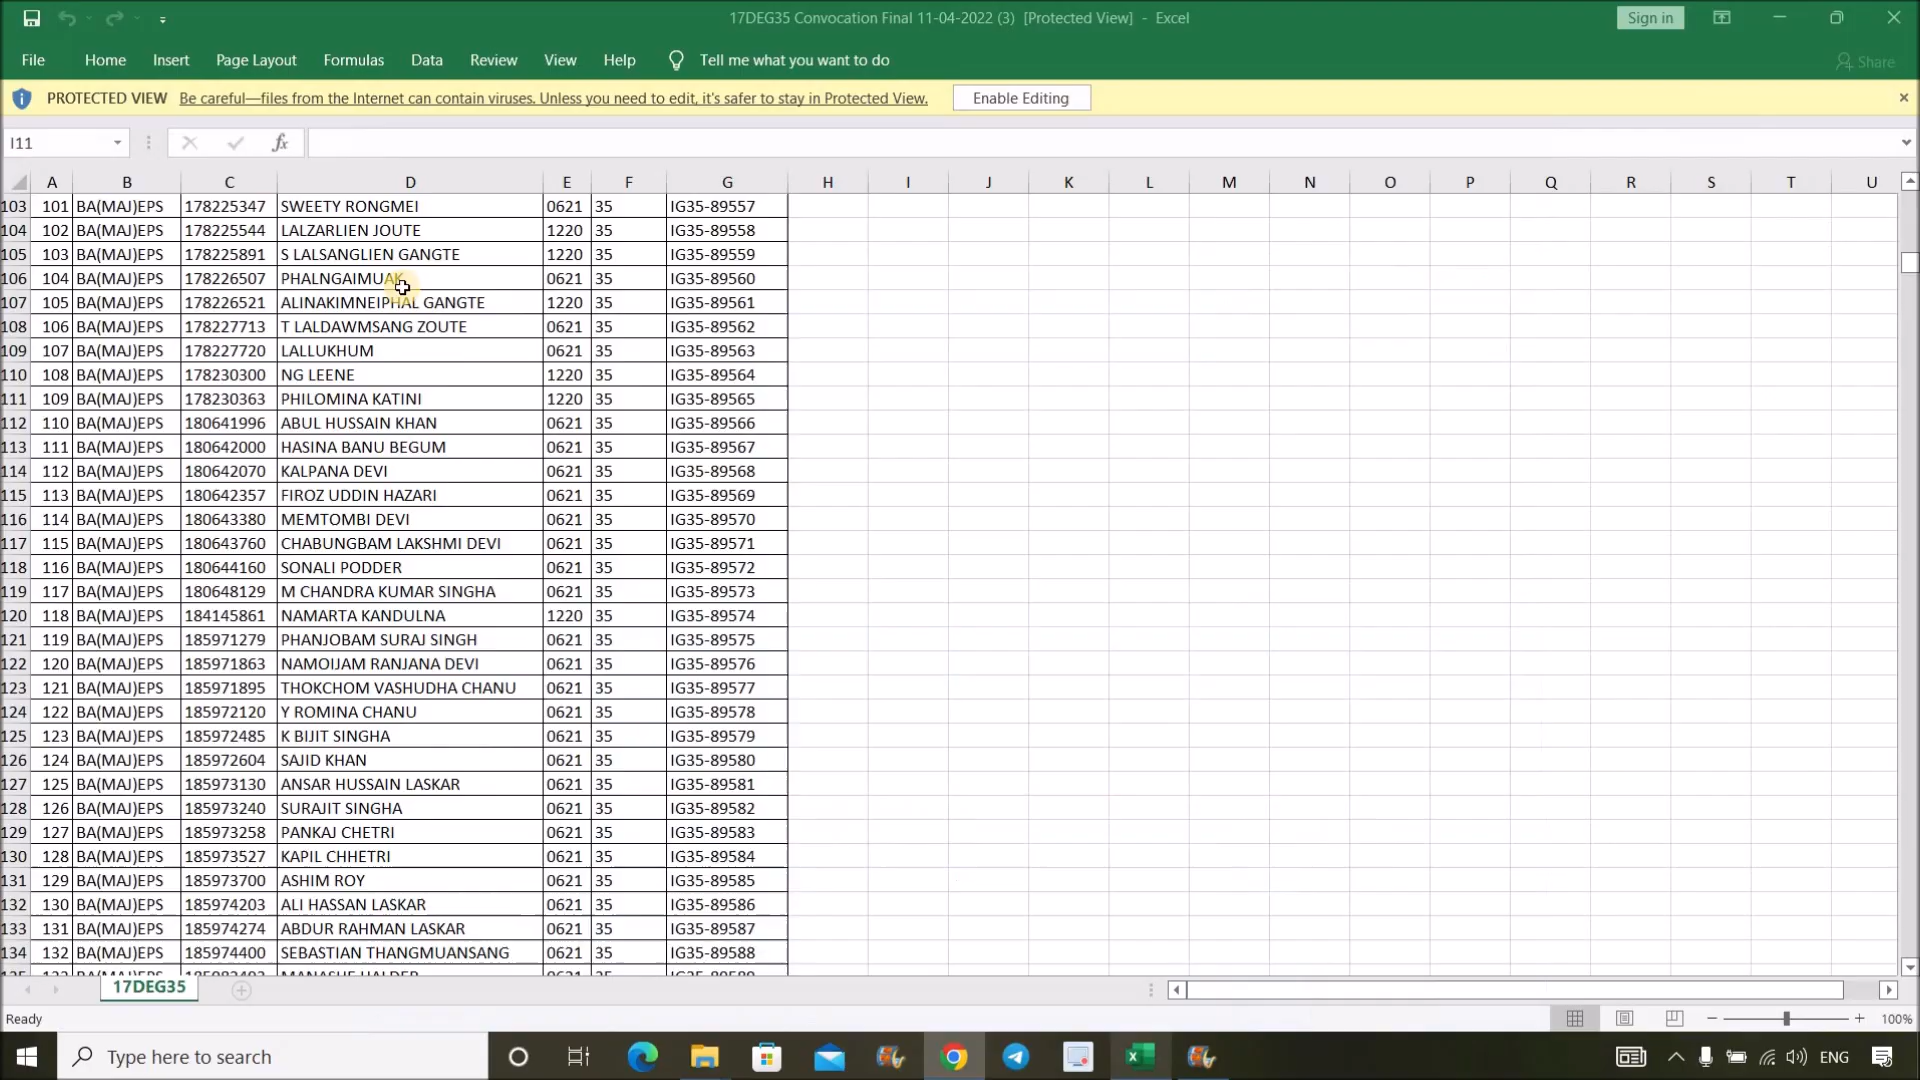 17DEG35 Convocation Final 11-04-2022 (3) [Protected View] - Excel
Sign in
File Home Insert Page Layout Formulas Data Review View Help Tell me what you want to do Share
PROTECTED VIEW Be careful—files from the Internet can contain viruses. Unless you need to edit, it's safer to stay in Protected View. Enable Editing
I11 fx
A B C D E F G H I J K L M N O P Q R S T U
103 101 BA(MAJ)EPS 178225347 SWEETY RONGMEI 0621 35 IG35-89557
104 102 BA(MAJ)EPS 178225544 LALZARLIEN JOUTE 1220 35 IG35-89558
105 103 BA(MAJ)EPS 178225891 S LALSANGLIEN GANGTE 1220 35 IG35-89559
106 104 BA(MAJ)EPS 178226507 PHALNGAIMUAK 0621 35 IG35-89560
107 105 BA(MAJ)EPS 178226521 ALINAKIMNEIPHAL GANGTE 1220 35 IG35-89561
108 106 BA(MAJ)EPS 178227713 T LALDAWMSANG ZOUTE 0621 35 IG35-89562
109 107 BA(MAJ)EPS 178227720 LALLUKHUM 0621 35 IG35-89563
110 108 BA(MAJ)EPS 178230300 NG LEENE 1220 35 IG35-89564
111 109 BA(MAJ)EPS 178230363 PHILOMINA KATINI 1220 35 IG35-89565
112 110 BA(MAJ)EPS 180641996 ABUL HUSSAIN KHAN 0621 35 IG35-89566
113 111 BA(MAJ)EPS 180642000 HASINA BANU BEGUM 0621 35 IG35-89567
114 112 BA(MAJ)EPS 180642070 KALPANA DEVI 0621 35 IG35-89568
115 113 BA(MAJ)EPS 180642357 FIROZ UDDIN HAZARI 0621 35 IG35-89569
116 114 BA(MAJ)EPS 180643380 MEMTOMBI DEVI 0621 35 IG35-89570
117 115 BA(MAJ)EPS 180643760 CHABUNGBAM LAKSHMI DEVI 0621 35 IG35-89571
118 116 BA(MAJ)EPS 180644160 SONALI PODDER 0621 35 IG35-89572
119 117 BA(MAJ)EPS 180648129 M CHANDRA KUMAR SINGHA 0621 35 IG35-89573
120 118 BA(MAJ)EPS 184145861 NAMARTA KANDULNA 1220 35 IG35-89574
121 119 BA(MAJ)EPS 185971279 PHANJOBAM SURAJ SINGH 0621 35 IG35-89575
122 120 BA(MAJ)EPS 185971863 NAMOIJAM RANJANA DEVI 0621 35 IG35-89576
123 121 BA(MAJ)EPS 185971895 THOKCHOM VASHUDHA CHANU 0621 35 IG35-89577
124 122 BA(MAJ)EPS 185972120 Y ROMINA CHANU 0621 35 IG35-89578
125 123 BA(MAJ)EPS 185972485 K BIJIT SINGHA 0621 35 IG35-89579
126 124 BA(MAJ)EPS 185972604 SAJID KHAN 0621 35 IG35-89580
127 125 BA(MAJ)EPS 185973130 ANSAR HUSSAIN LASKAR 0621 35 IG35-89581
128 126 BA(MAJ)EPS 185973240 SURAJIT SINGHA 0621 35 IG35-89582
129 127 BA(MAJ)EPS 185973258 PANKAJ CHETRI 0621 35 IG35-89583
130 128 BA(MAJ)EPS 185973527 KAPIL CHHETRI 0621 35 IG35-89584
131 129 BA(MAJ)EPS 185973700 ASHIM ROY 0621 35 IG35-89585
132 130 BA(MAJ)EPS 185974203 ALI HASSAN LASKAR 0621 35 IG35-89586
133 131 BA(MAJ)EPS 185974274 ABDUR RAHMAN LASKAR 0621 35 IG35-89587
134 132 BA(MAJ)EPS 185974400 SEBASTIAN THANGMUANSANG 0621 35 IG35-89588
17DEG35
Ready 100%
Type here to search ENG